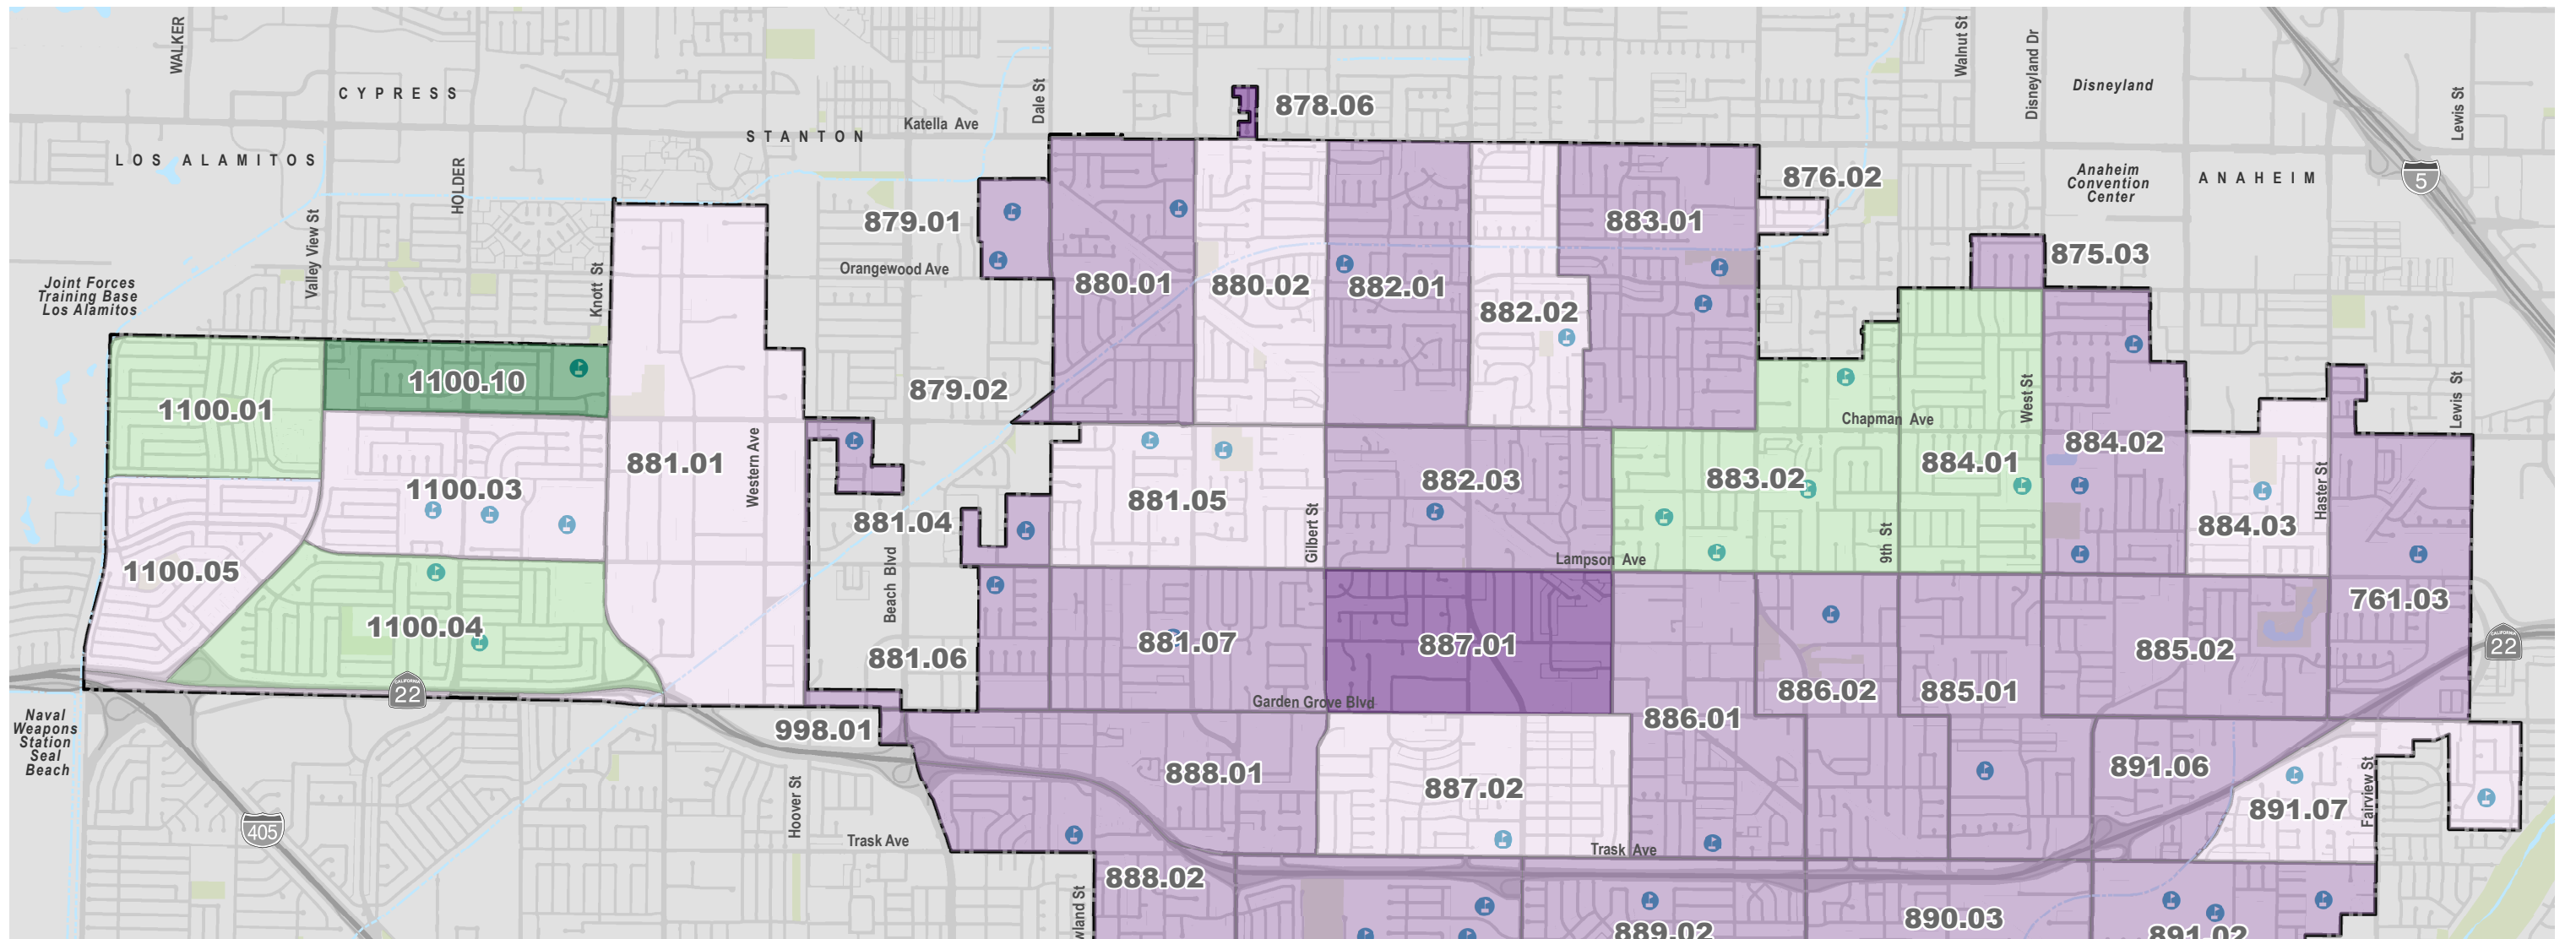 WALKER
CYPRESS
LOS ALAMITOS
HOLDER
STANTON
Katella Ave
Dale St
878.06
Walnut St
Disneyland Dr
Disneyland
Lewis St
876.02
Anaheim
Convention
Center
ANAHEIM
5
Joint Forces
Training Base
Los Alamitos
Valley View St
Knott St
879.01
Orangewood Ave
880.01
880.02
882.01
882.02
883.01
875.03
1100.01
1100.10
879.02
Chapman Ave
West St
884.02
Lewis St
1100.03
881.01
Western Ave
881.04
881.05
Gilbert St
882.03
883.02
884.01
884.03
Haster St
1100.05
Beach Blvd
Lampson Ave
9th St
761.03
1100.04
881.06
881.07
887.01
886.02
885.01
885.02
CALIFORNIA
22
CALIFORNIA
22
Garden Grove Blvd
Naval
Weapons
Station
Seal
Beach
998.01
886.01
888.01
887.02
891.06
891.07
Fairview St
405
Hoover St
Trask Ave
Trask Ave
888.02
wland St
889.02
890.03
891.02